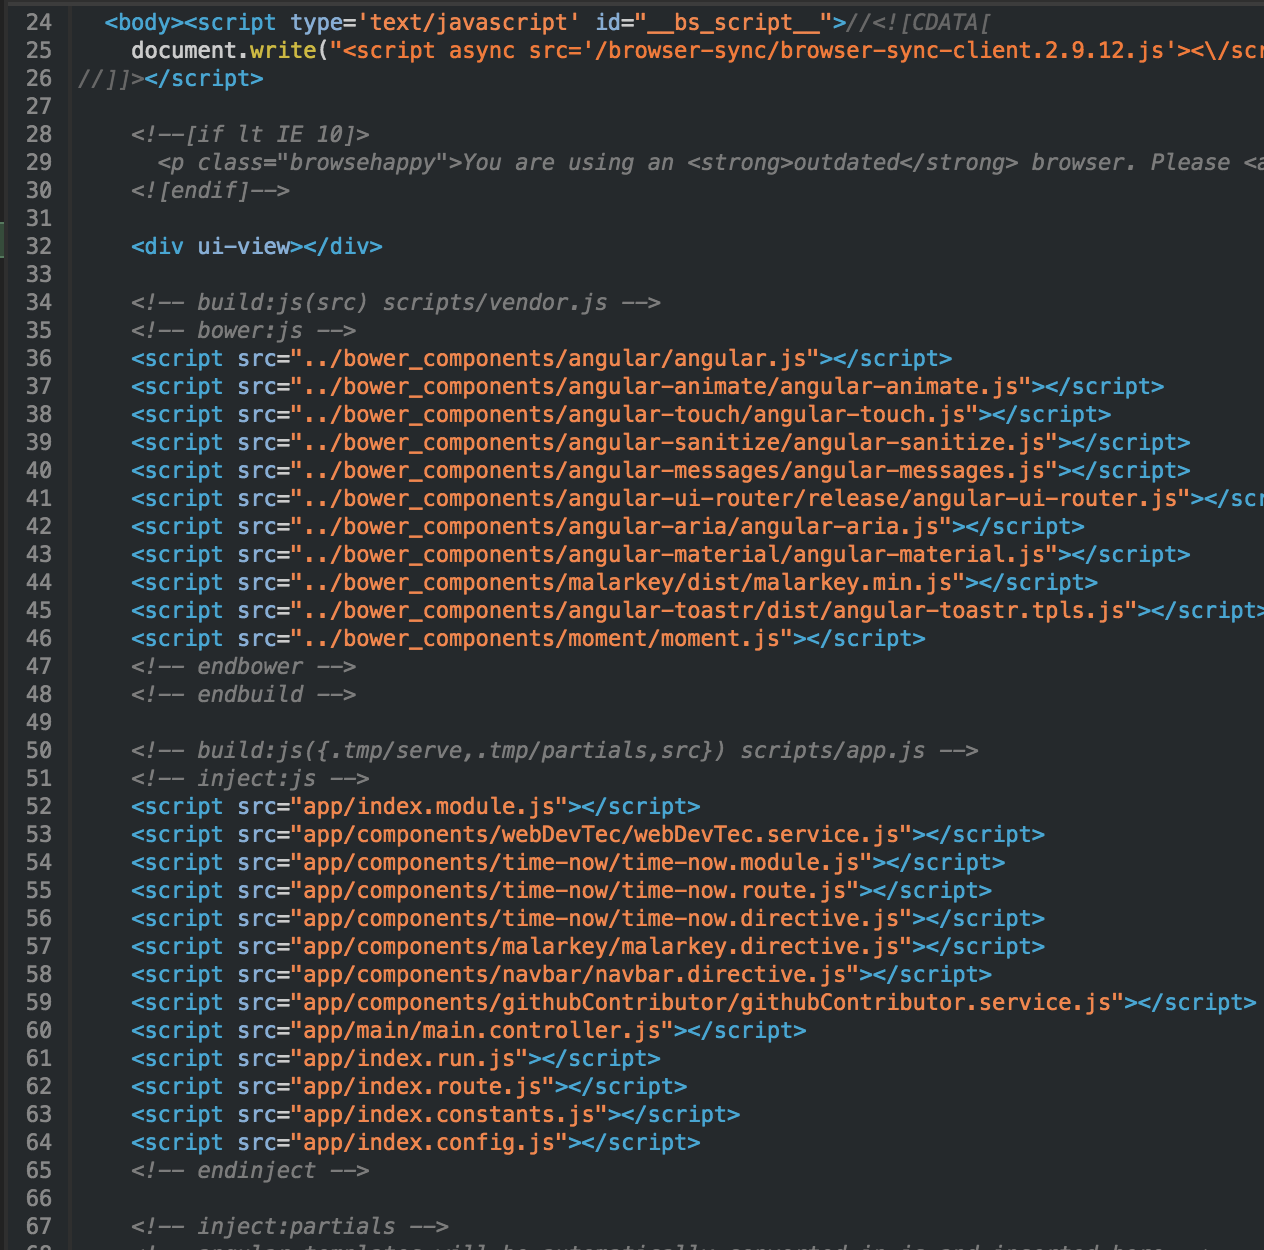 24 <body><script type='text/javascript' id="__bs_script__">//<![CDATA[
25 document.write("<script async src='/browser-sync/browser-sync-client.2.9.12.js'><\/scr
26 //]]></script>
27
28 <!--[if lt IE 10]>
29 <p class="browsehappy">You are using an <strong>outdated</strong> browser. Please <a
30 <![endif]-->
31
32 <div ui-view></div>
33
34 <!-- build:js(src) scripts/vendor.js -->
35 <!-- bower:js -->
36 <script src="../bower_components/angular/angular.js"></script>
37 <script src="../bower_components/angular-animate/angular-animate.js"></script>
38 <script src="../bower_components/angular-touch/angular-touch.js"></script>
39 <script src="../bower_components/angular-sanitize/angular-sanitize.js"></script>
40 <script src="../bower_components/angular-messages/angular-messages.js"></script>
41 <script src="../bower_components/angular-ui-router/release/angular-ui-router.js"></scr
42 <script src="../bower_components/angular-aria/angular-aria.js"></script>
43 <script src="../bower_components/angular-material/angular-material.js"></script>
44 <script src="../bower_components/malarkey/dist/malarkey.min.js"></script>
45 <script src="../bower_components/angular-toastr/dist/angular-toastr.tpls.js"></script>
46 <script src="../bower_components/moment/moment.js"></script>
47 <!-- endbower -->
48 <!-- endbuild -->
49
50 <!-- build:js({.tmp/serve,.tmp/partials,src}) scripts/app.js -->
51 <!-- inject:js -->
52 <script src="app/index.module.js"></script>
53 <script src="app/components/webDevTec/webDevTec.service.js"></script>
54 <script src="app/components/time-now/time-now.module.js"></script>
55 <script src="app/components/time-now/time-now.route.js"></script>
56 <script src="app/components/time-now/time-now.directive.js"></script>
57 <script src="app/components/malarkey/malarkey.directive.js"></script>
58 <script src="app/components/navbar/navbar.directive.js"></script>
59 <script src="app/components/githubContributor/githubContributor.service.js"></script>
60 <script src="app/main/main.controller.js"></script>
61 <script src="app/index.run.js"></script>
62 <script src="app/index.route.js"></script>
63 <script src="app/index.constants.js"></script>
64 <script src="app/index.config.js"></script>
65 <!-- endinject -->
66
67 <!-- inject:partials -->